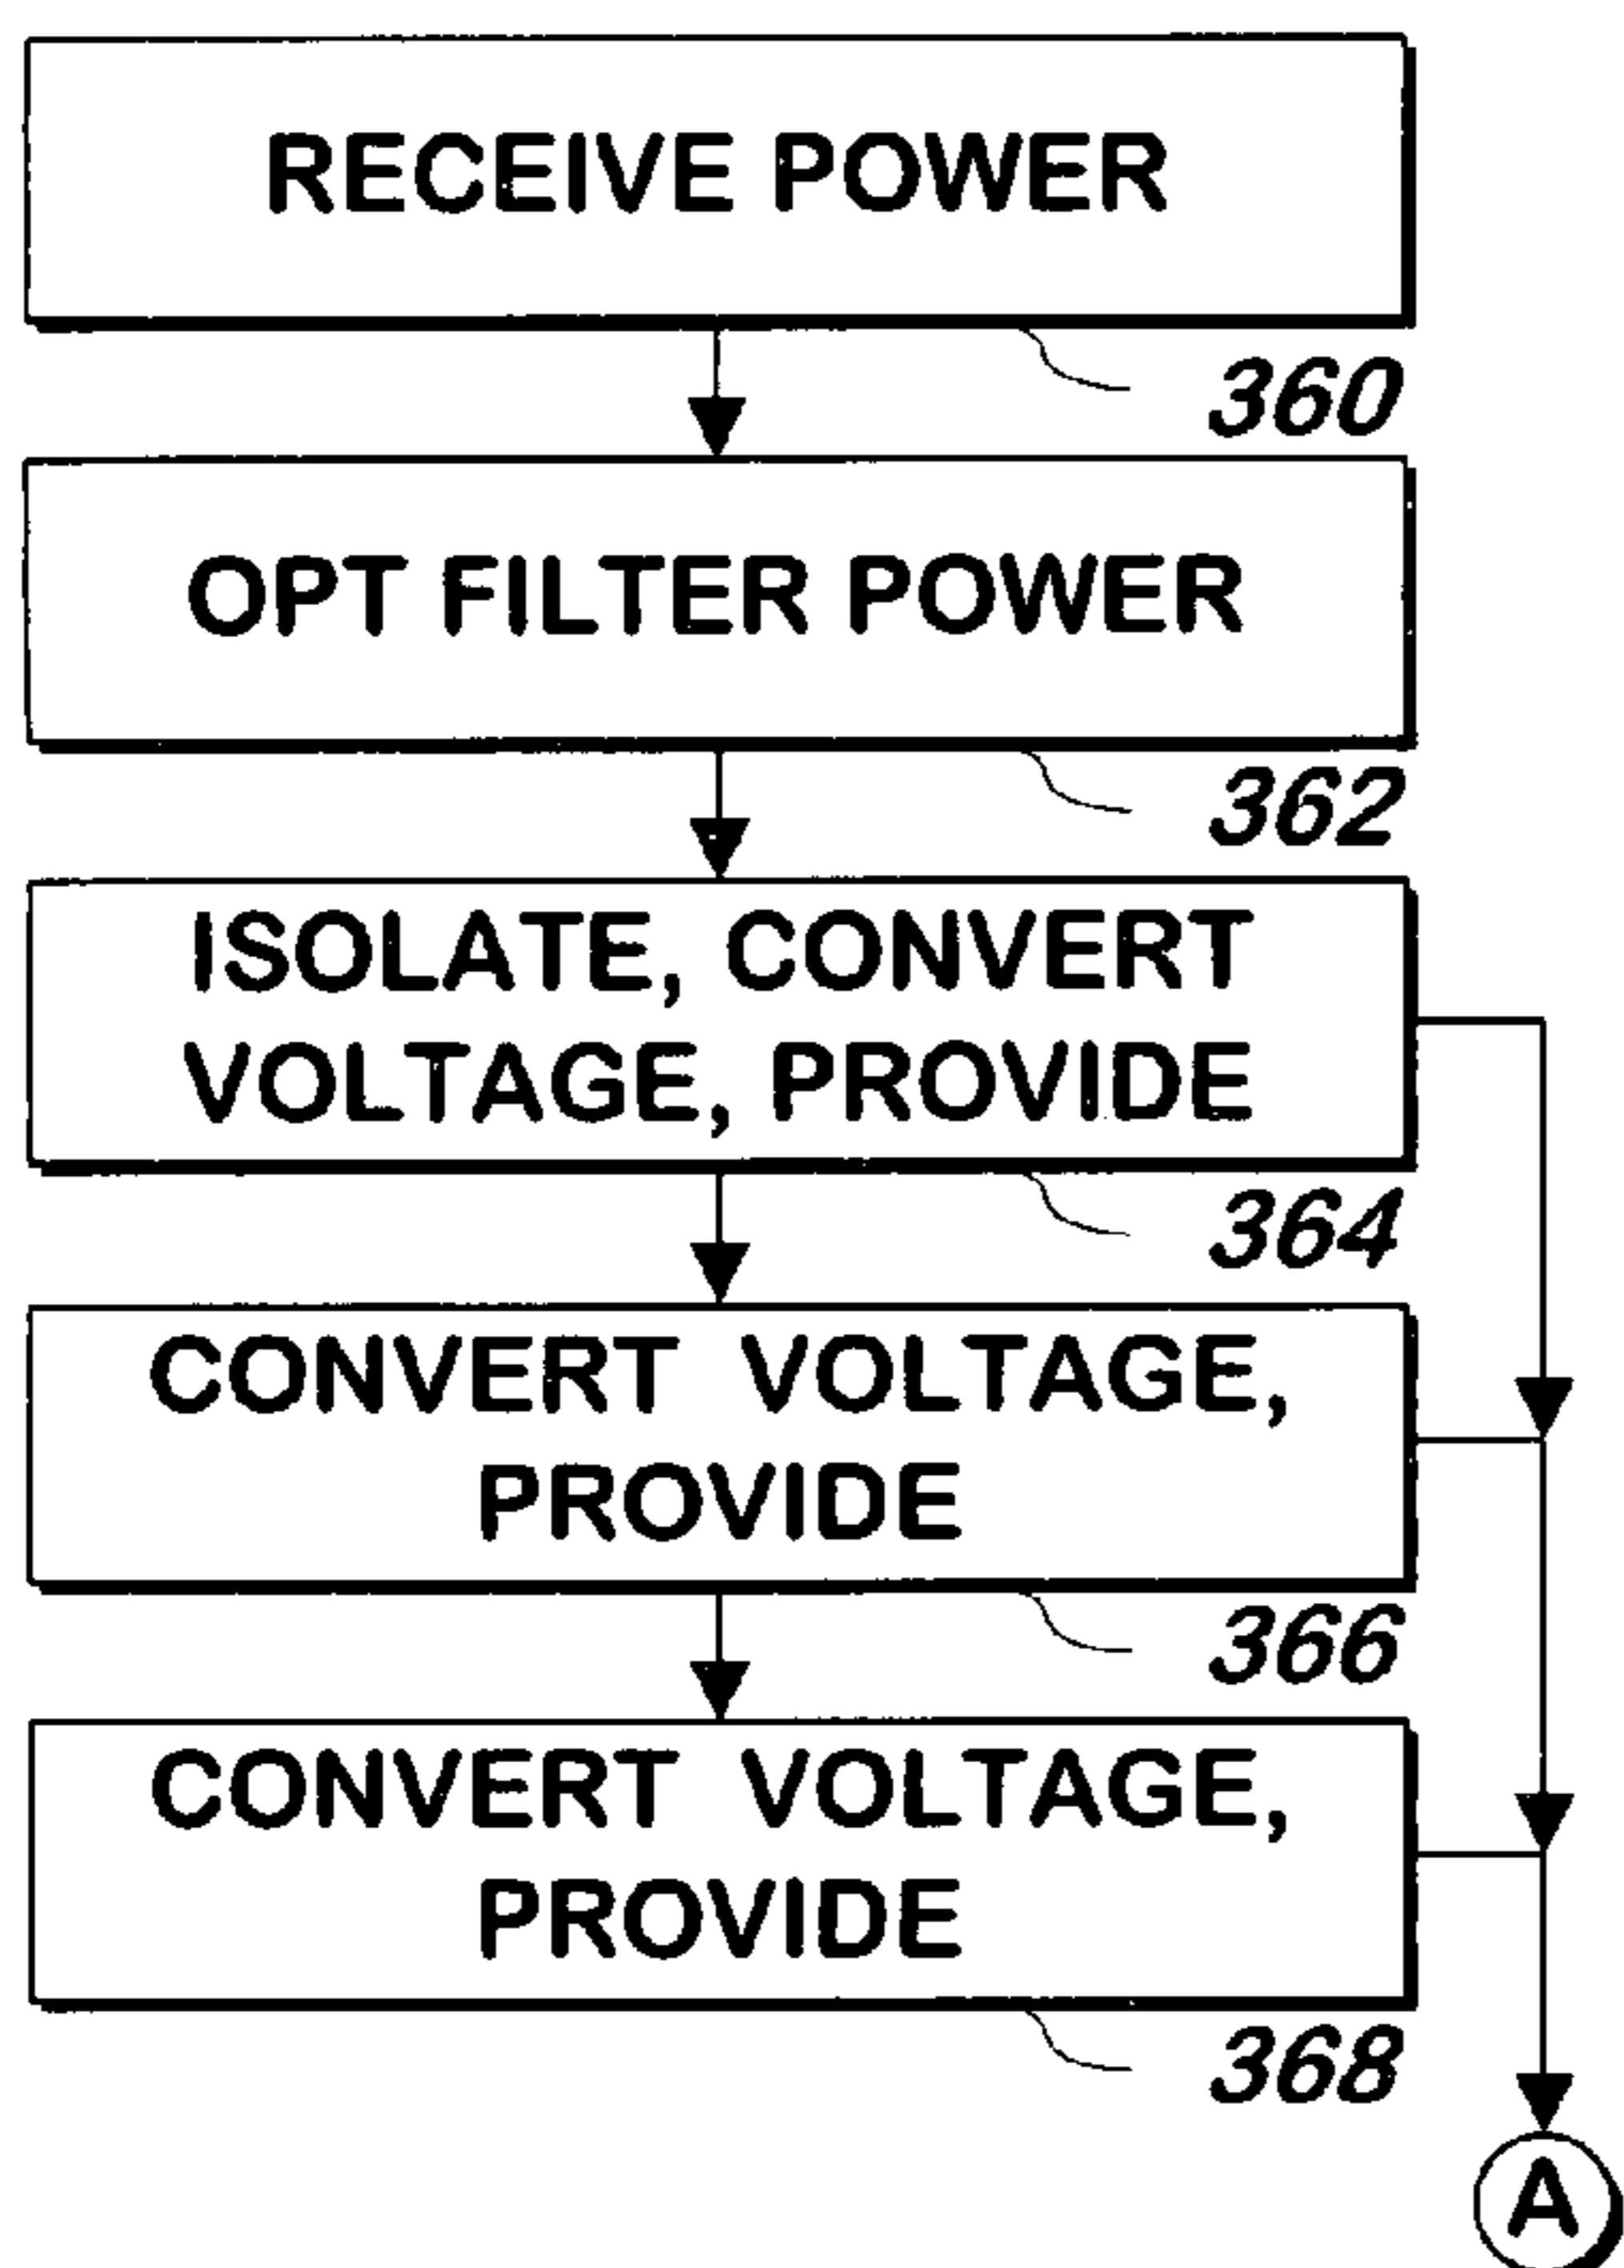 RECEIVE POWER
360
OPT FILTER POWER
362
ISOLATE, CONVERT
VOLTAGE, PROVIDE
364
CONVERT VOLTAGE,
PROVIDE
366
CONVERT VOLTAGE,
PROVIDE
368
A